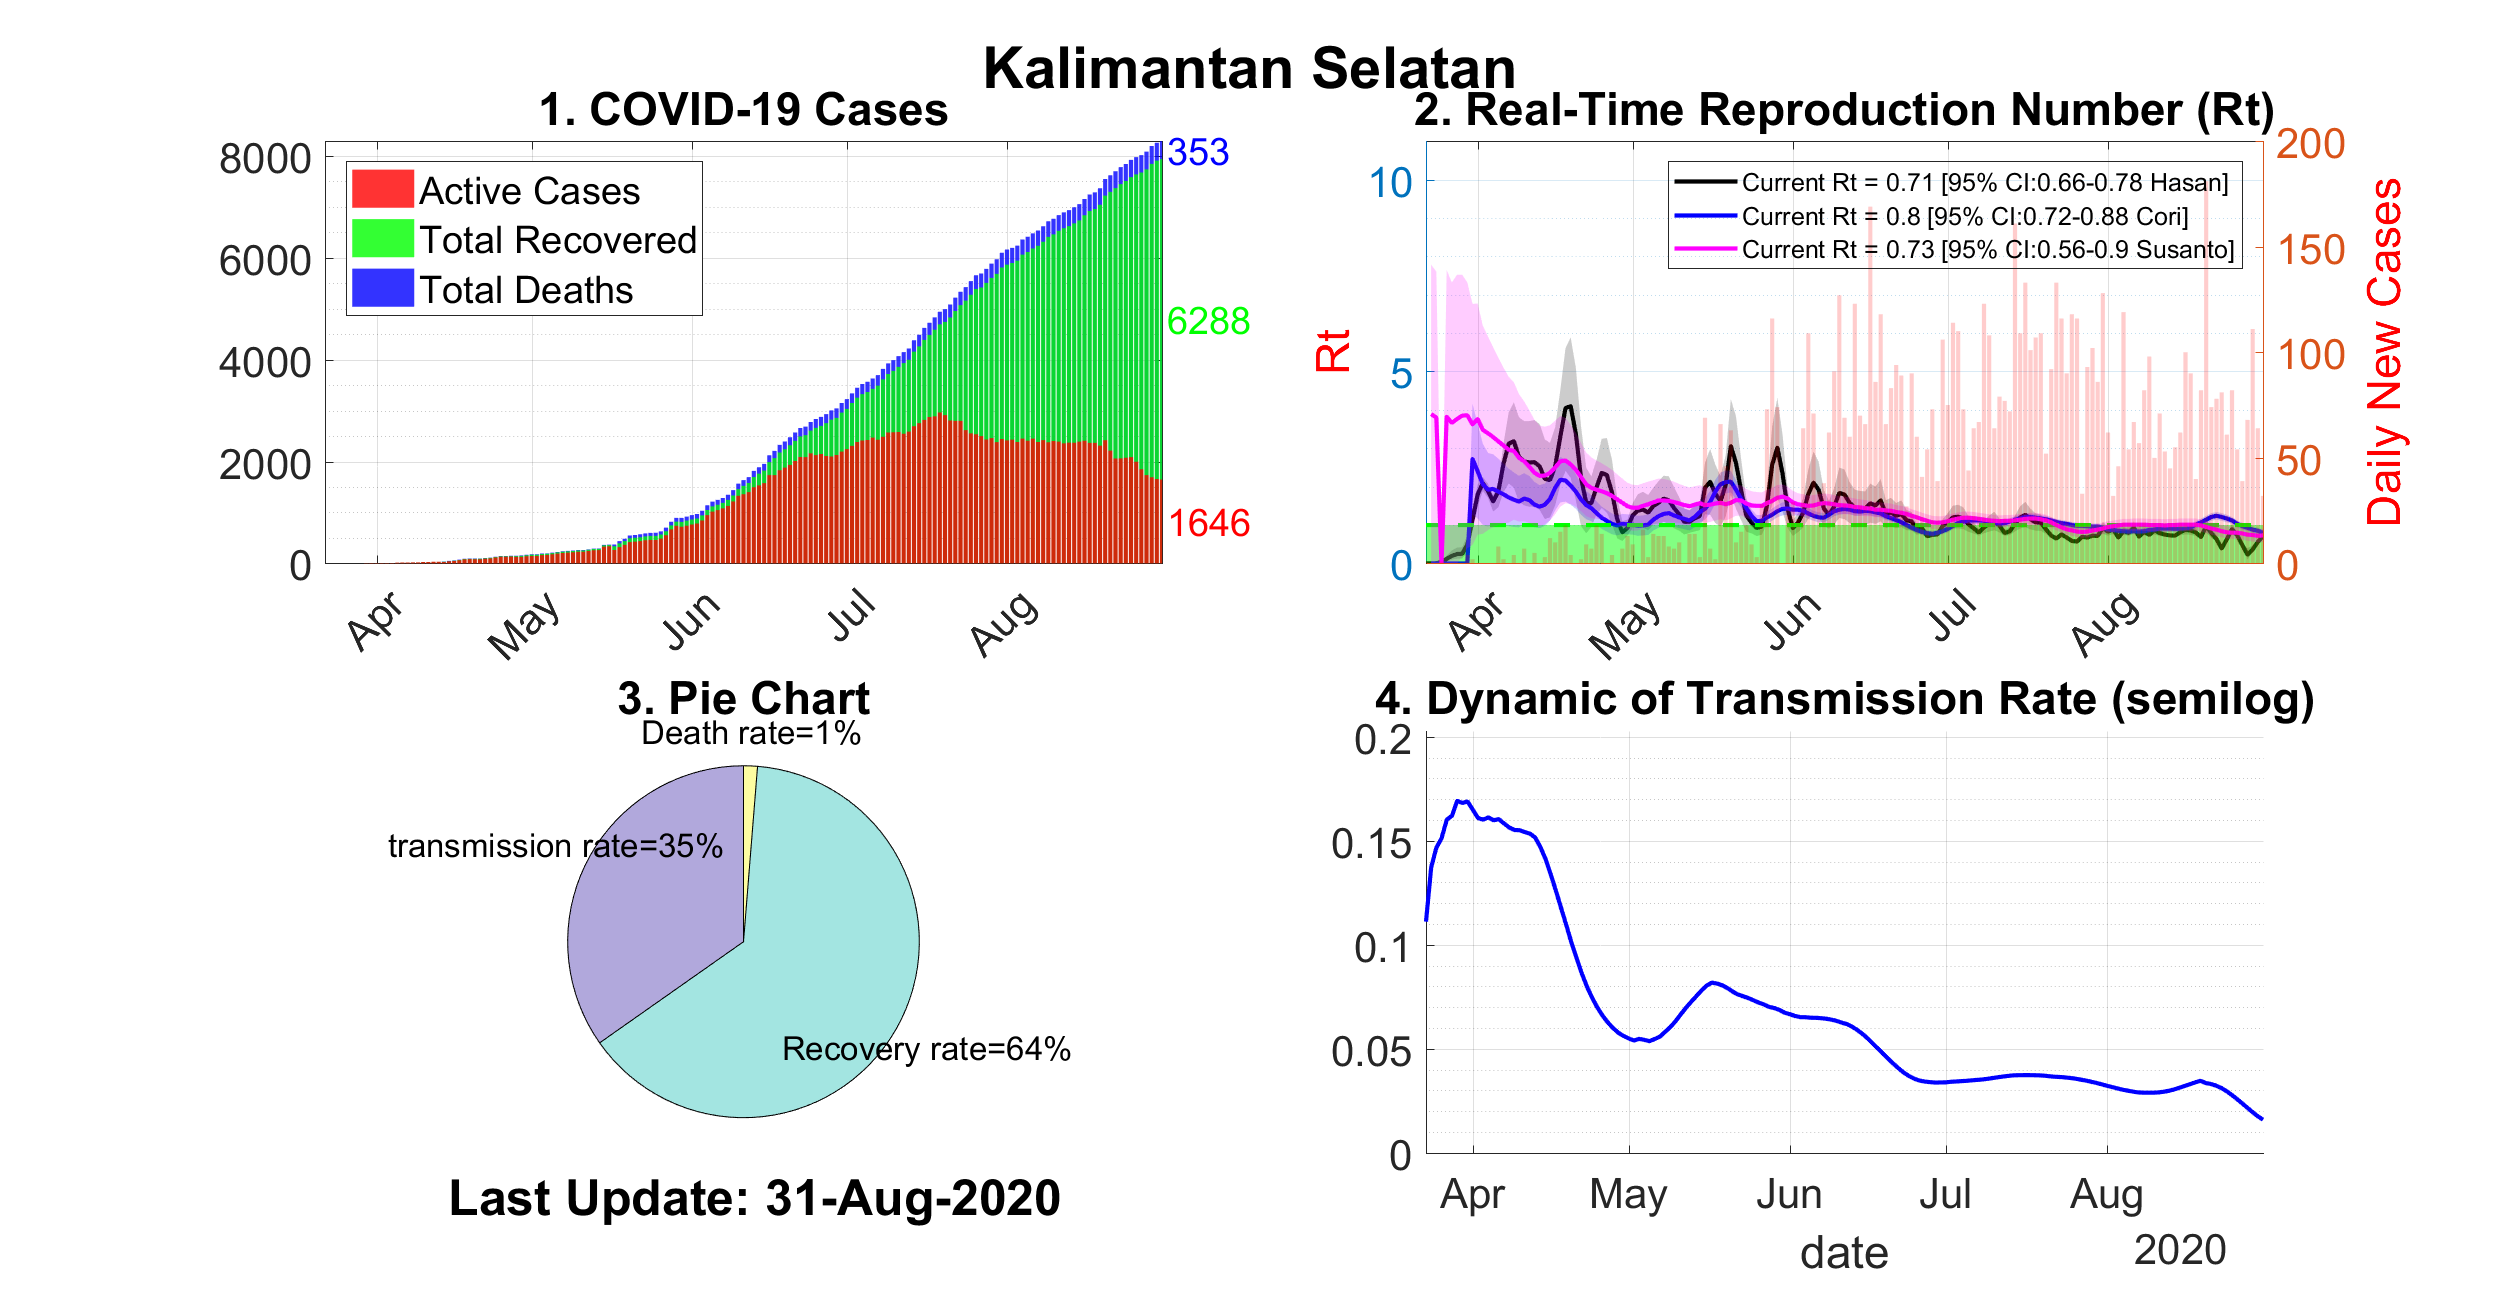 Kalimantan Selatan
1. COVID-19 Cases
8000
6000
4000
2000
0
Active Cases
Total Recovered
Total Deaths
353
6288
1646
Apr
May
Jun
Jul
Aug
2. Real-Time Reproduction Number (Rt)
Rt
10
5
0
Current Rt = 0.71 [95% CI:0.66-0.78 Hasan]
Current Rt = 0.8 [95% CI:0.72-0.88 Cori]
Current Rt = 0.73 [95% CI:0.56-0.9 Susanto]
200
150
100
50
0
Daily New Cases
Apr
May
Jun
Jul
Aug
3. Pie Chart
Death rate=1%
transmission rate=35%
Recovery rate=64%
Last Update: 31-Aug-2020
4. Dynamic of Transmission Rate (semilog)
0.2
0.15
0.1
0.05
0
Apr
May
Jun
Jul
Aug
date
2020